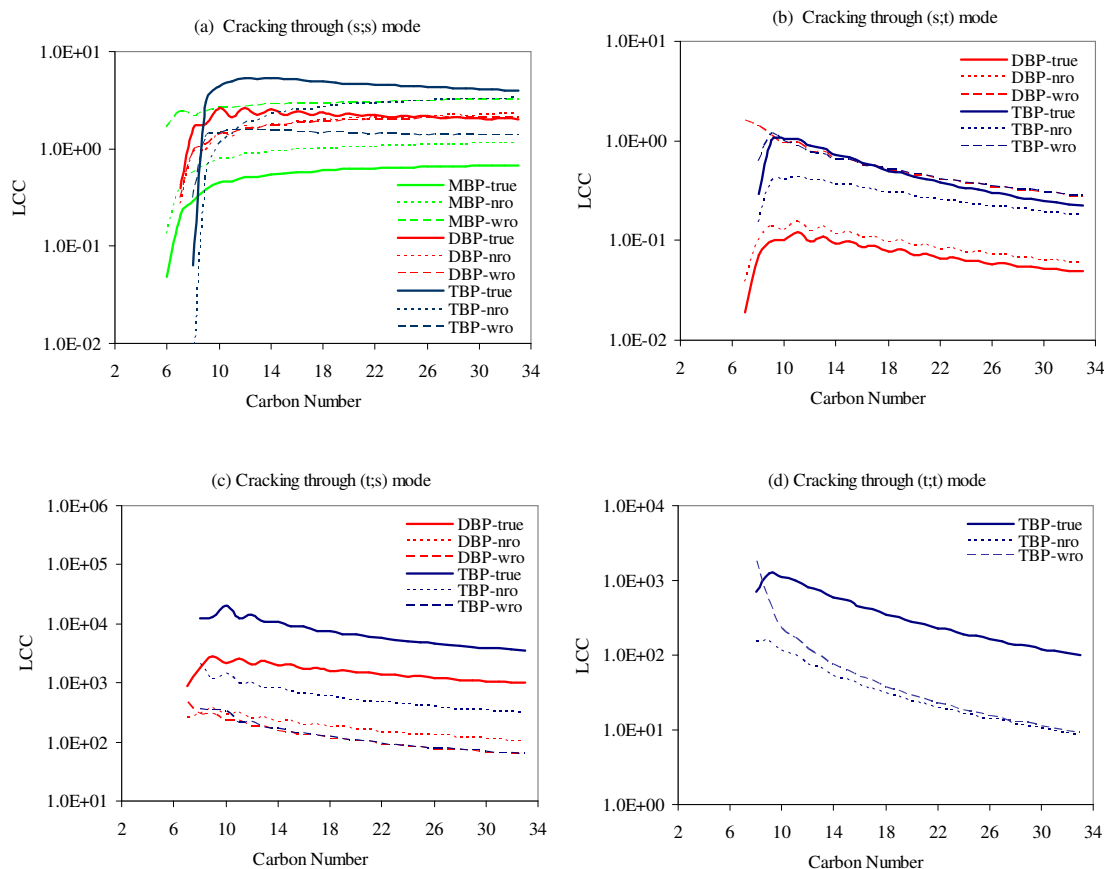 (a) Cracking through (s;s) mode
1.0E+01
1.0E+00
1.0E-01
1.0E-02
LCC
MBP-true
MBP-nro
MBP-wro
DBP-true
DBP-nro
DBP-wro
TBP-true
TBP-nro
TBP-wro
2 6 10 14 18 22 26 30 34
Carbon Number
(b) Cracking through (s;t) mode
1.0E+01
1.0E+00
1.0E-01
1.0E-02
LCC
DBP-true
DBP-nro
DBP-wro
TBP-true
TBP-nro
TBP-wro
2 6 10 14 18 22 26 30 34
Carbon Number
(c) Cracking through (t;s) mode
1.0E+06
1.0E+05
1.0E+04
1.0E+03
1.0E+02
1.0E+01
LCC
DBP-true
DBP-nro
DBP-wro
TBP-true
TBP-nro
TBP-wro
2 6 10 14 18 22 26 30 34
Carbon Number
(d) Cracking through (t;t) mode
1.0E+04
1.0E+03
1.0E+02
1.0E+01
1.0E+00
LCC
TBP-true
TBP-nro
TBP-wro
2 6 10 14 18 22 26 30 34
Carbon Number